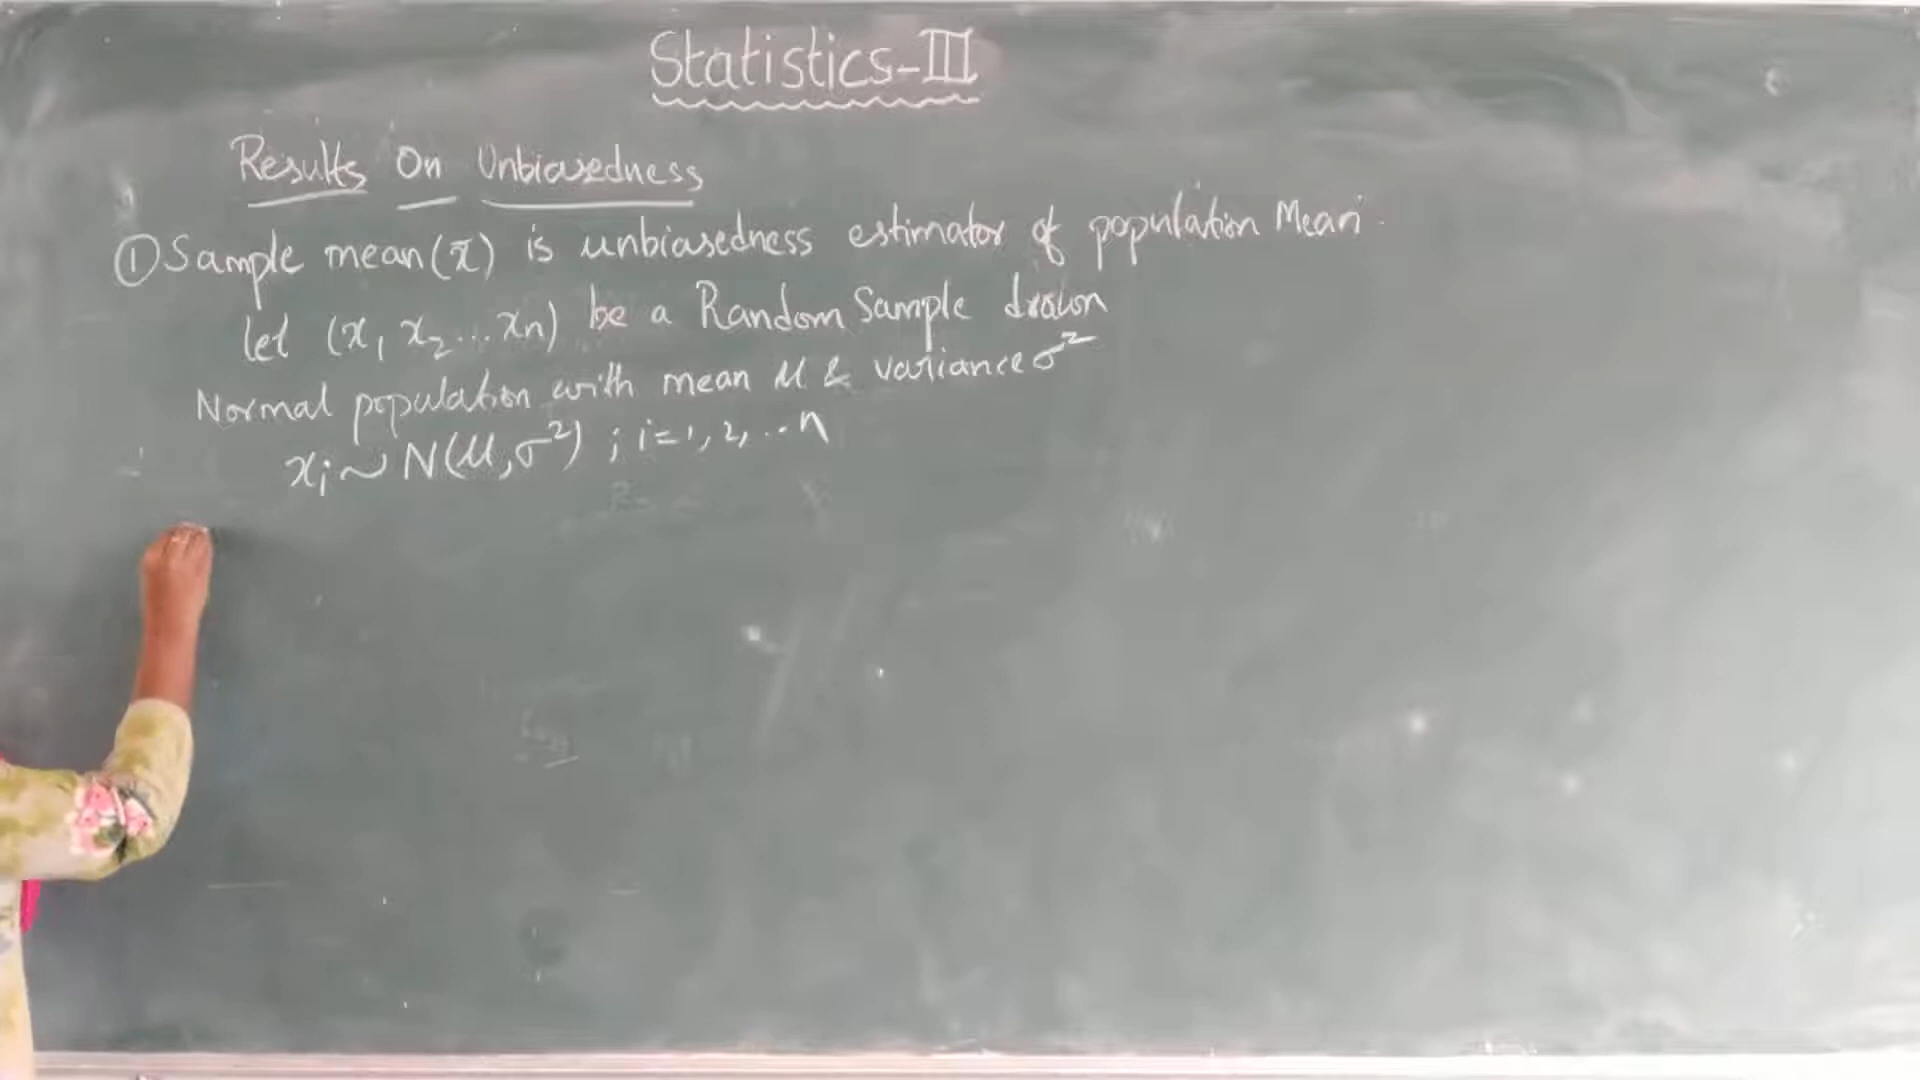 Statistics-III
Results On Unbiasedness
① Sample mean (x̄) is unbiasedness estimator of population Mean.
let (x₁ x₂...xn) be a Random Sample drawn
Normal population with mean μ & variance σ²
xᵢ ~ N(μ, σ²) ; i=1, 2, ..n